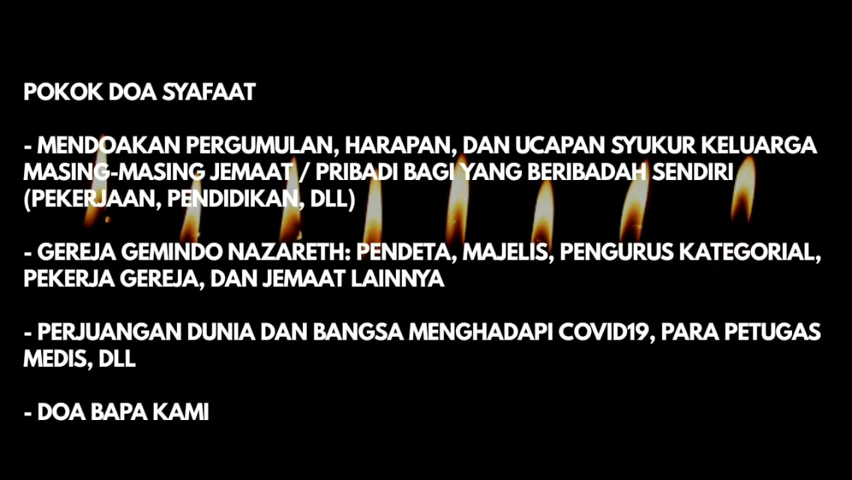 POKOK DOA SYAFAAT
- MENDOAKAN PERGUMULAN, HARAPAN, DAN UCAPAN SYUKUR KELUARGA
MASING-MASING JEMAAT / PRIBADI BAGI YANG BERIBADAH SENDIRI
(PEKERJAAN, PENDIDIKAN, DLL)
- GEREJA GEMINDO NAZARETH: PENDETA, MAJELIS, PENGURUS KATEGORIAL,
PEKERJA GEREJA, DAN JEMAAT LAINNYA
- PERJUANGAN DUNIA DAN BANGSA MENGHADAPI COVID19, PARA PETUGAS
MEDIS, DLL
- DOA BAPA KAMI